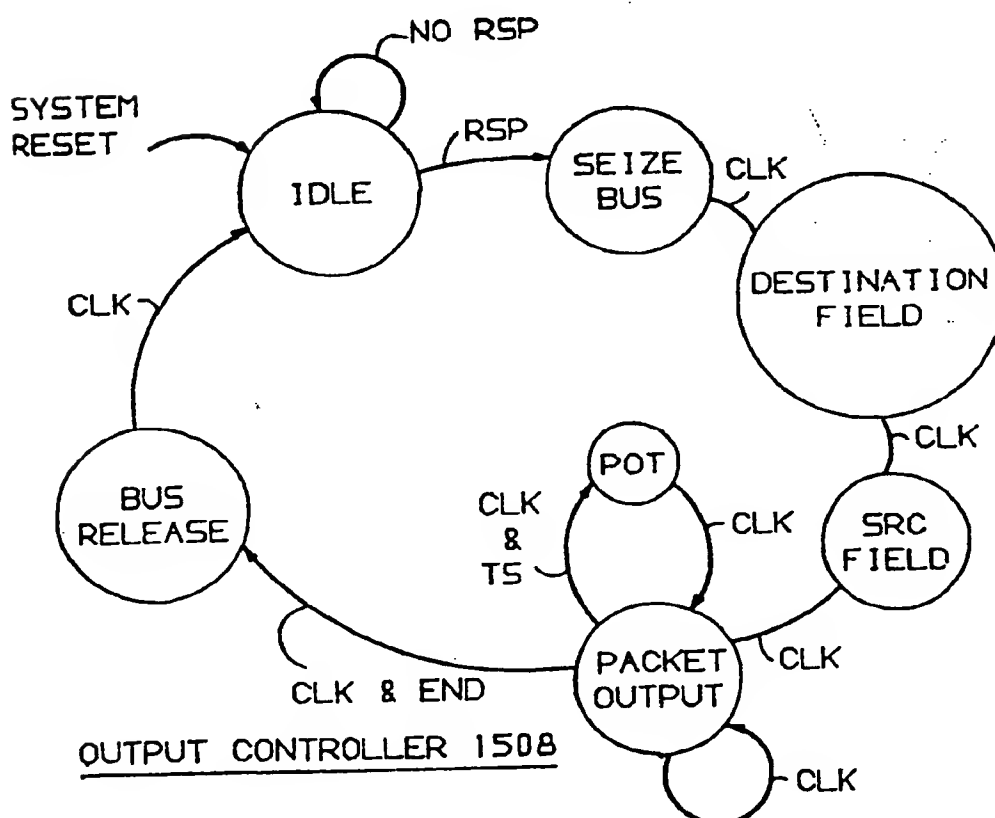 NO RSP
SYSTEM
RESET
IDLE
RSP
SEIZE
BUS
CLK
DESTINATION
FIELD
CLK
CLK
POT
CLK
&
TS
CLK
SRC
FIELD
BUS
RELEASE
CLK
PACKET
OUTPUT
CLK & END
OUTPUT CONTROLLER 1508
CLK